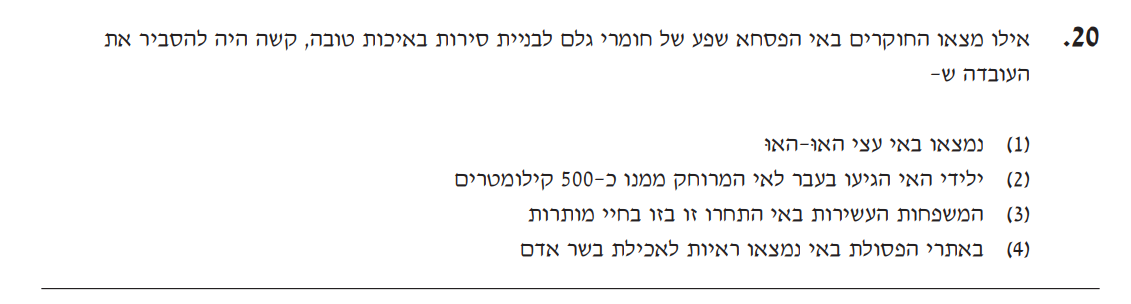 20. אילו מצאו החוקרים באי הפסחא שפע של חומרי גלם לבניית סירות באיכות טובה, קשה היה להסביר את
העובדה ש-
(1) נמצאו באי עצי האוּ-האוּ
(2) ילידי האי הגיעו בעבר לאי המרוחק ממנו כ-500 קילומטרים
(3) המשפחות העשירות באי התחרו זו בזו בחיי מותרות
(4) באתרי הפסולת באי נמצאו ראיות לאכילת בשר אדם